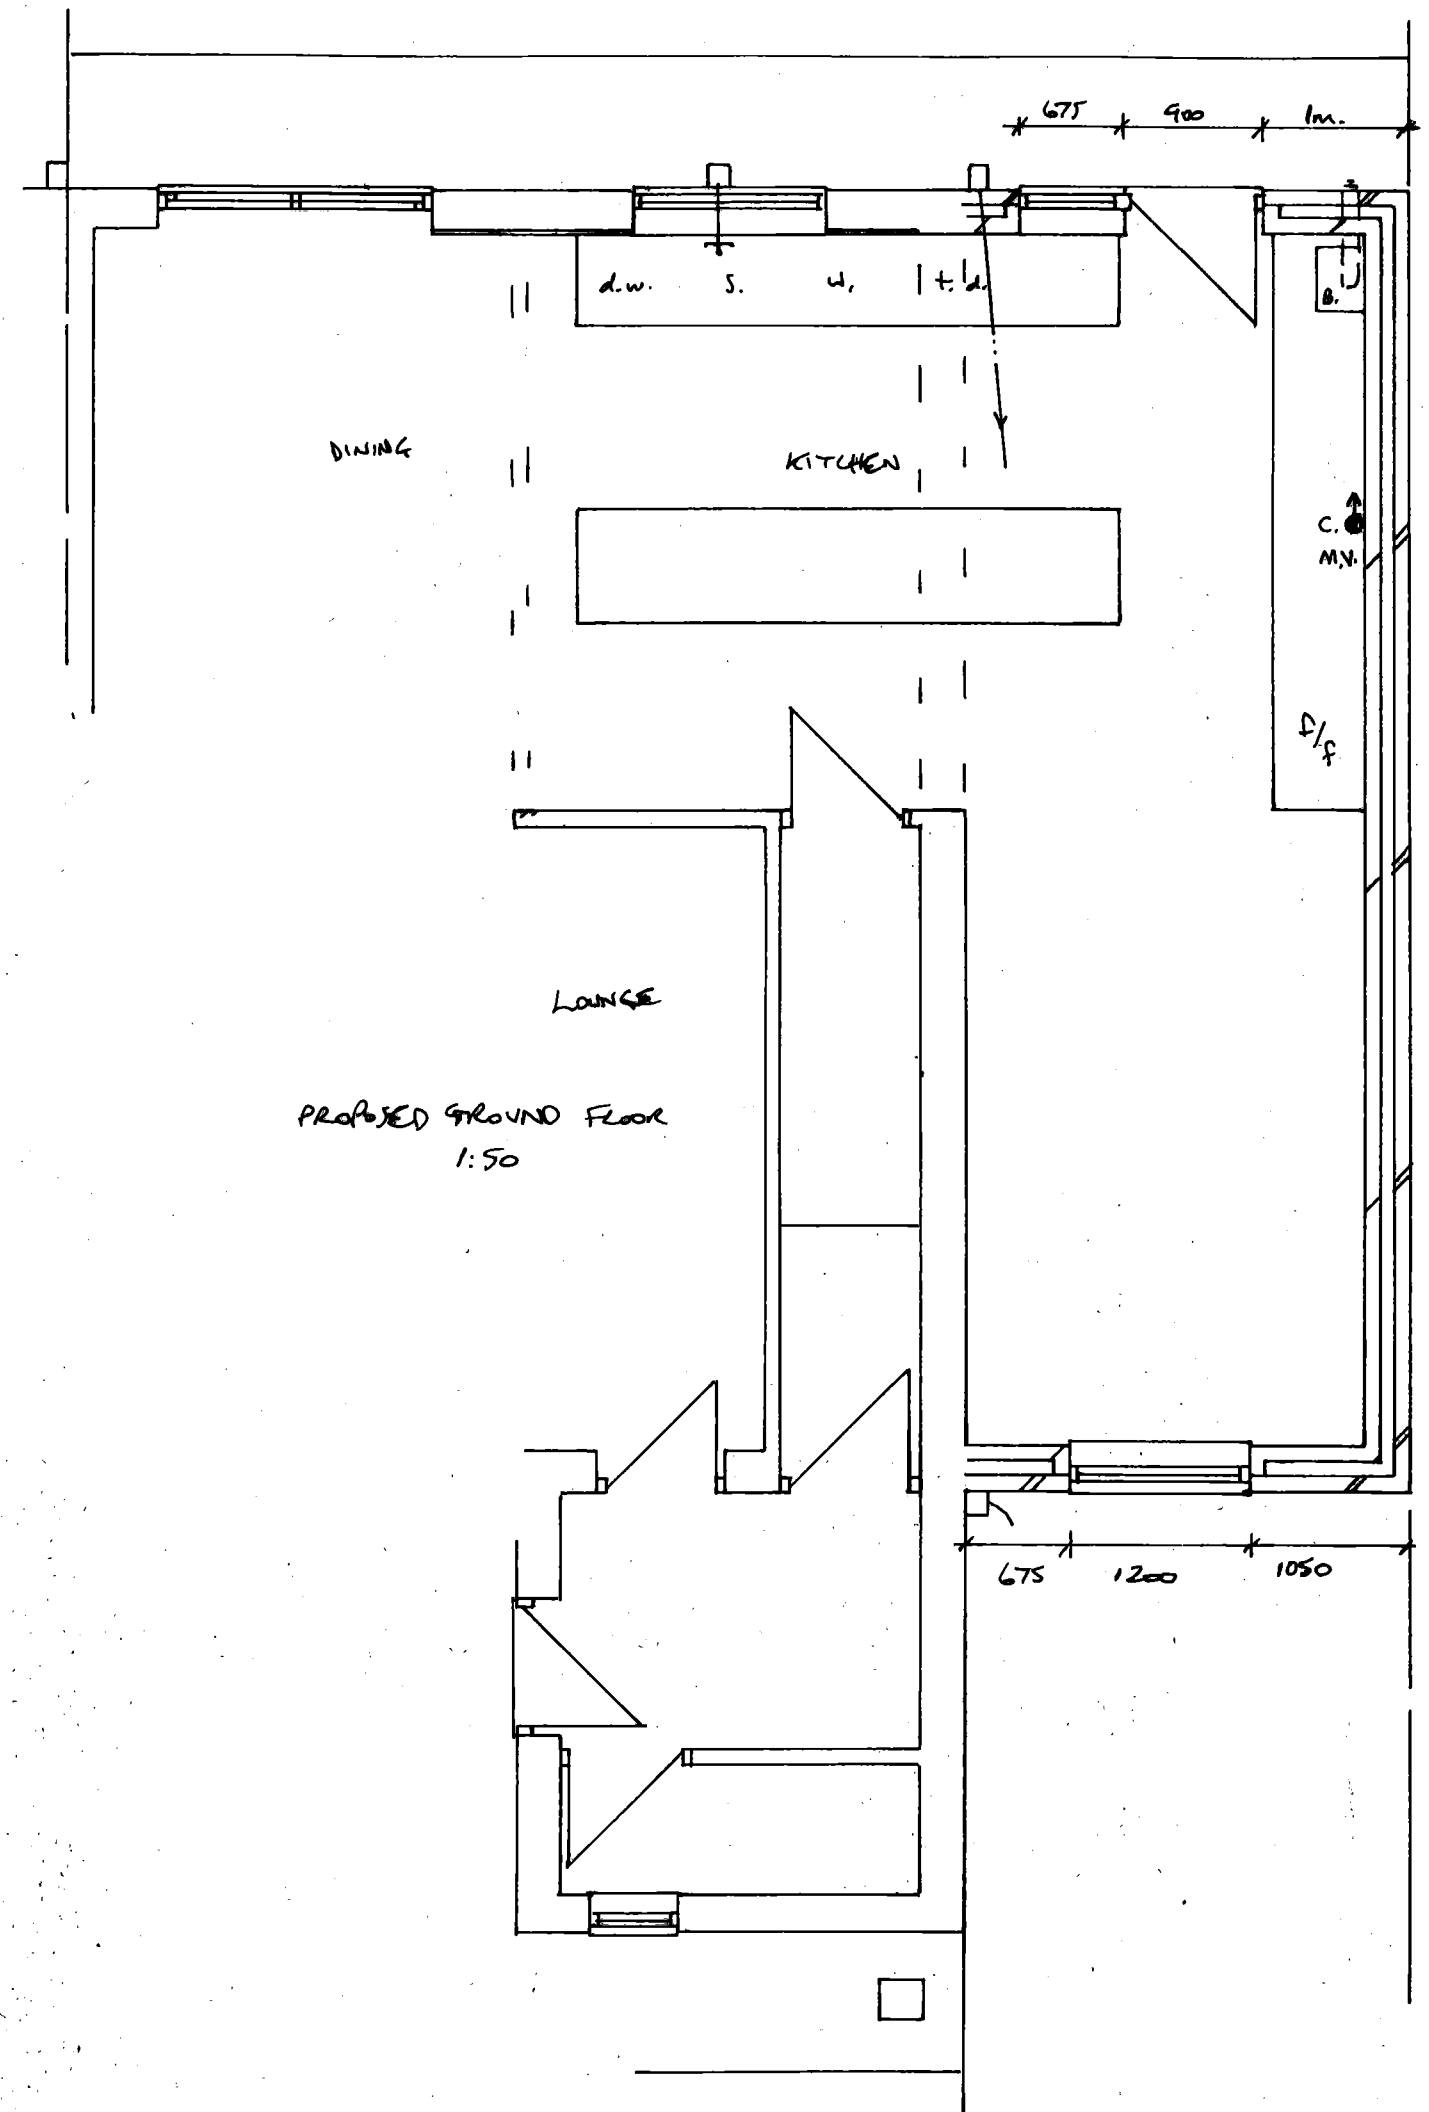 675 900 1m.
d.w. S. W. t.d.
B.
DINING
KITCHEN
C.
M.V.
f/f
LOUNGE
PROPOSED GROUND FLOOR
1:50
675 1200 1050